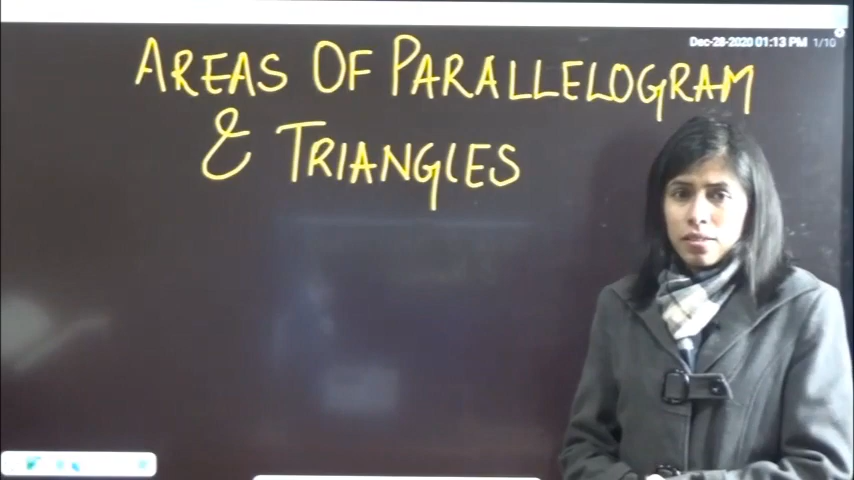 Dec-28-2020 01:13 PM 1/10
AREAS OF PARALLELOGRAM
& TRIANGLES